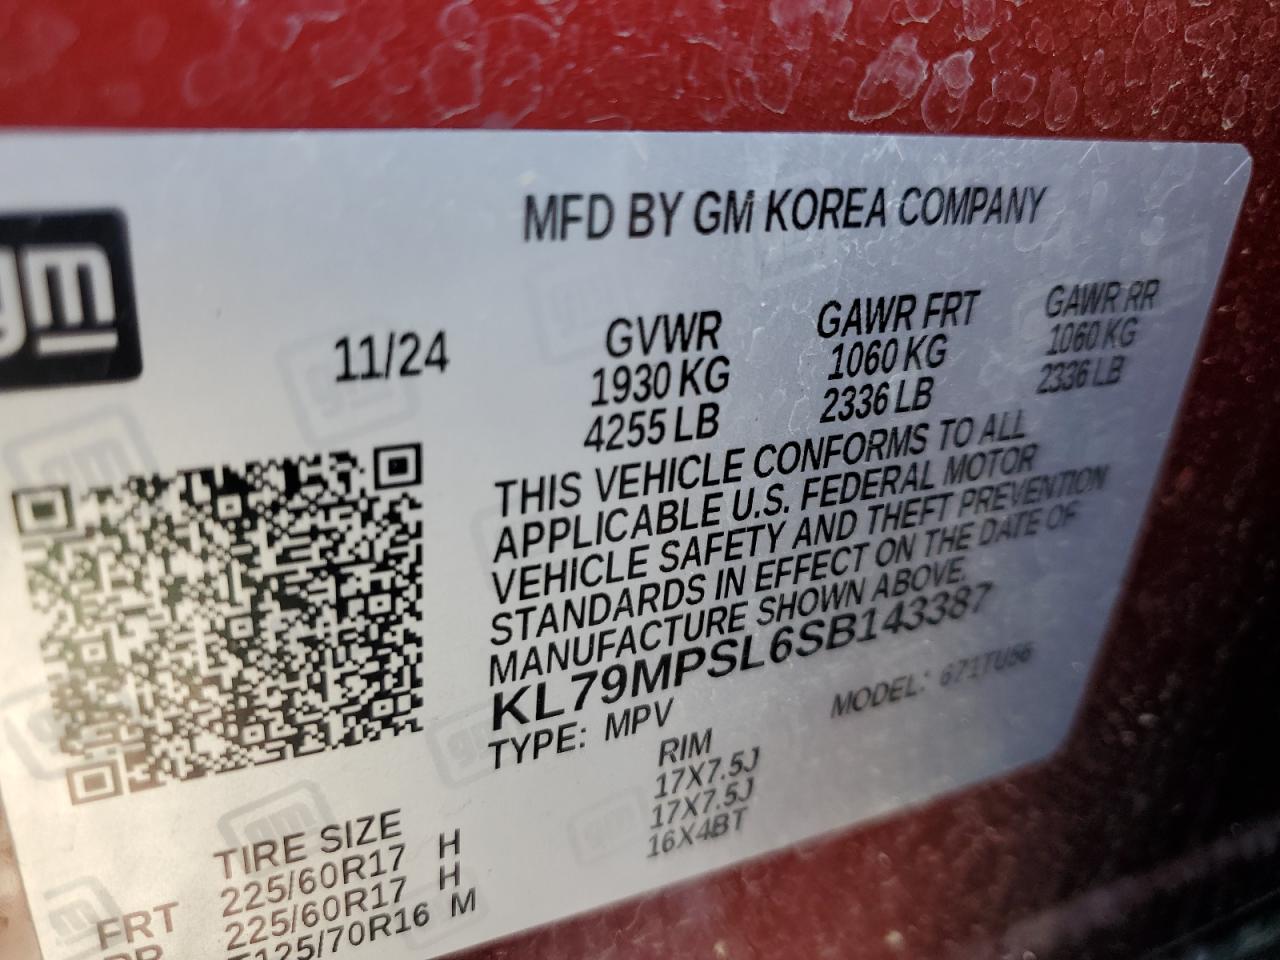 gm
MFD BY GM KOREA COMPANY
11/24
GVWR GAWR FRT GAWR RR
1930 KG 1060 KG 1060 KG
4255 LB 2336 LB 2336 LB
THIS VEHICLE CONFORMS TO ALL
APPLICABLE U.S. FEDERAL MOTOR
VEHICLE SAFETY AND THEFT PREVENTION
STANDARDS IN EFFECT ON THE DATE OF
MANUFACTURE SHOWN ABOVE.
KL79MPSL6SB143387
TYPE: MPV MODEL: 671TU56
TIRE SIZE RIM
FRT 225/60R17 H 17X7.5J
RR 225/60R17 H 17X7.5J
T125/70R16 M 16X4BT